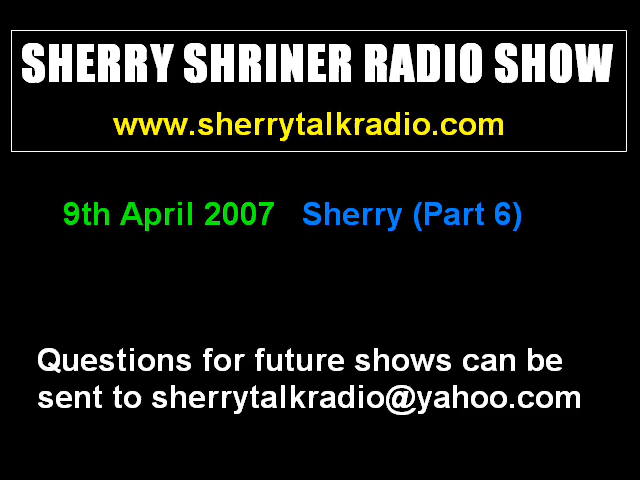 SHERRY SHRINER RADIO SHOW
www.sherrytalkradio.com
9th April 2007 Sherry (Part 6)
Questions for future shows can be
sent to sherrytalkradio@yahoo.com